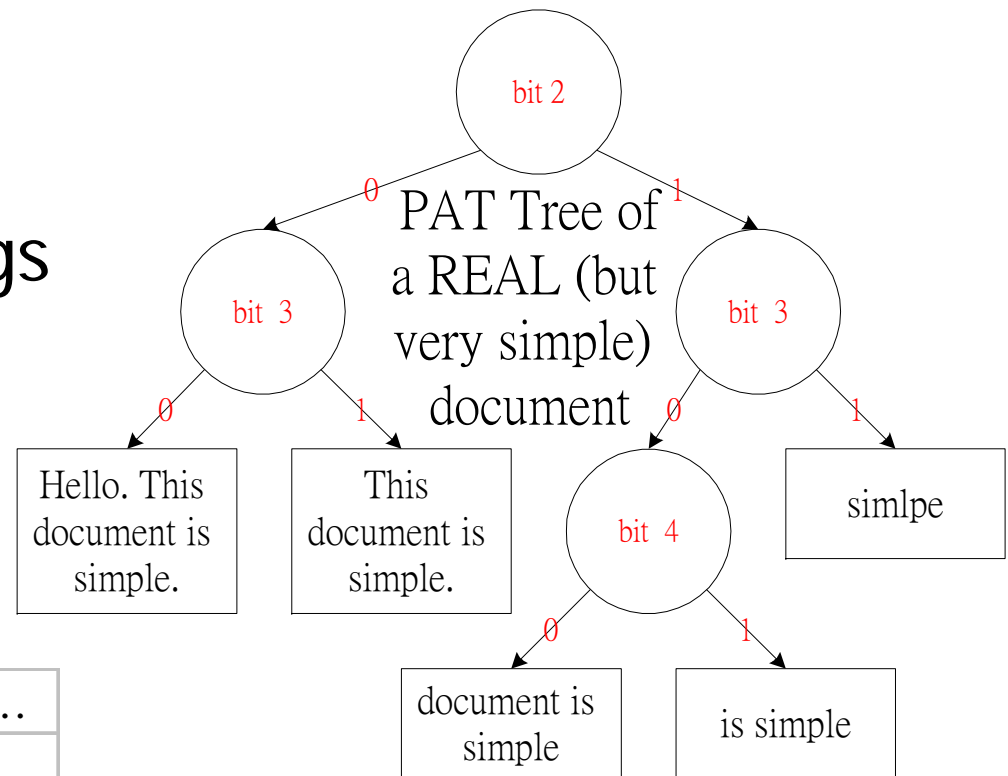 bit 2
0
1
PAT Tree of
a REAL (but
very simple)
document
gs
bit 3
bit 3
0
1
0
1
Hello. This
document is
simple.
This
document is
simple.
bit 4
simlpe
0
1
document is
simple
is simple
..